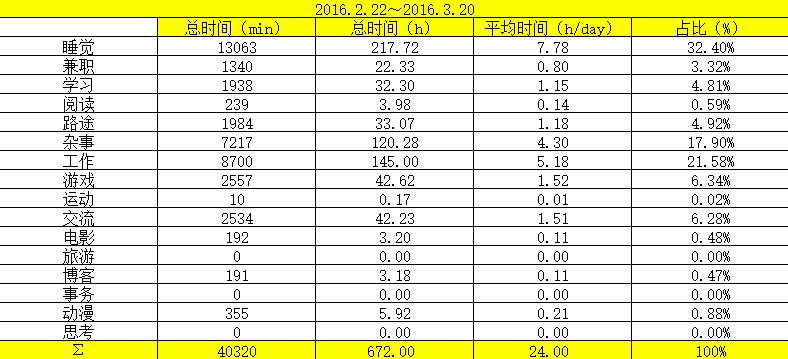 2016.2.22～2016.3.20
总时间（min） 总时间（h） 平均时间（h/day） 占比（%）
睡觉 13063 217.72 7.78 32.40%
兼职 1340 22.33 0.80 3.32%
学习 1938 32.30 1.15 4.81%
阅读 239 3.98 0.14 0.59%
路途 1984 33.07 1.18 4.92%
杂事 7217 120.28 4.30 17.90%
工作 8700 145.00 5.18 21.58%
游戏 2557 42.62 1.52 6.34%
运动 10 0.17 0.01 0.02%
交流 2534 42.23 1.51 6.28%
电影 192 3.20 0.11 0.48%
旅游 0 0.00 0.00 0.00%
博客 191 3.18 0.11 0.47%
事务 0 0.00 0.00 0.00%
动漫 355 5.92 0.21 0.88%
思考 0 0.00 0.00 0.00%
Σ 40320 672.00 24.00 100%